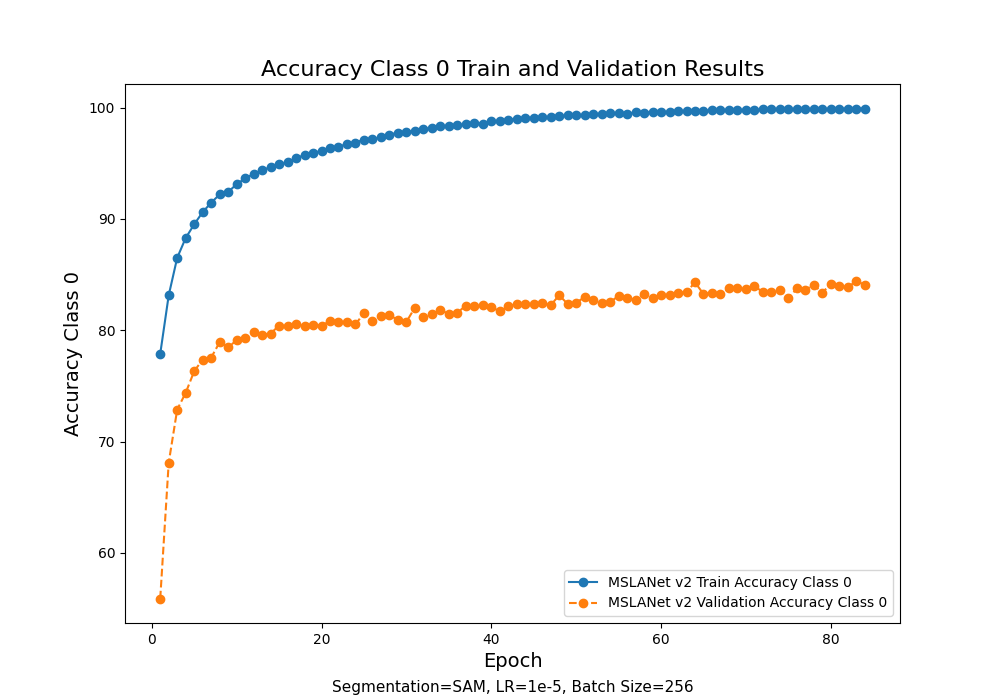 Accuracy Class 0 Train and Validation Results
Accuracy Class 0
100
90
80
70
60
MSLANet v2 Train Accuracy Class 0
MSLANet v2 Validation Accuracy Class 0
0 20 40 60 80
Epoch
Segmentation=SAM, LR=1e-5, Batch Size=256